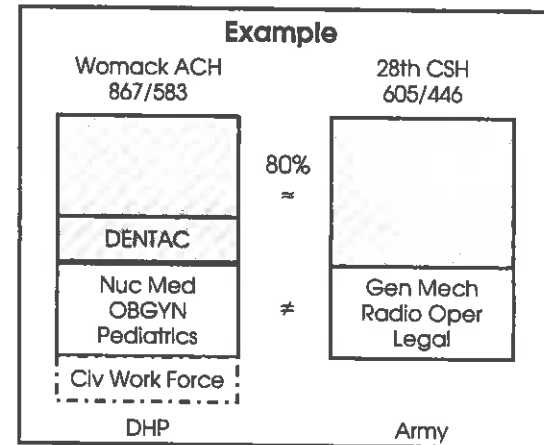 Example
Womack ACH
867/583
28th CSH
605/446
80%
≈
DENTAC
Nuc Med
OBGYN
Pediatrics
≠
Gen Mech
Radio Oper
Legal
Civ Work Force
DHP
Army